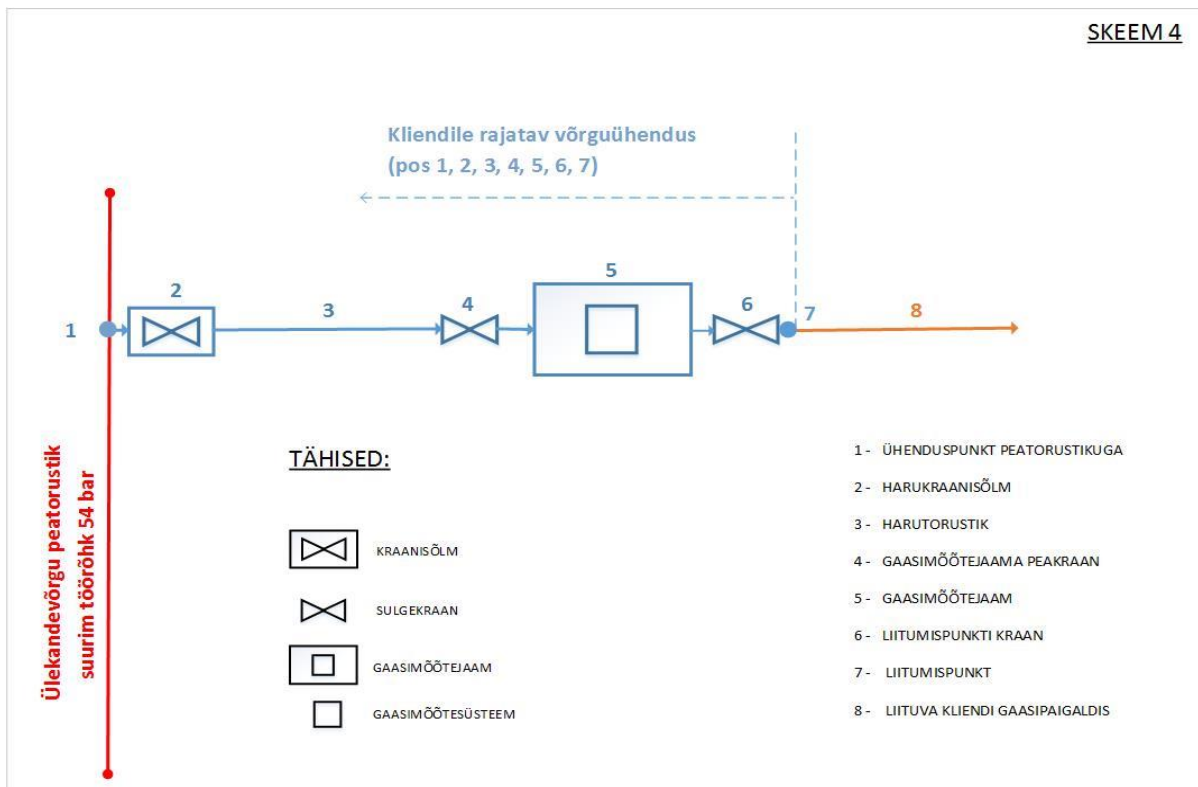 SKEEM 4
Kliendile rajatav võrguühendus
(pos 1, 2, 3, 4, 5, 6, 7)
1
2
3
4
5
6
7
8
Ülekandevõrgu peatorustik
suurim töörõhk 54 bar
TÄHISED:
KRAANISÕLM
SULGEKRAAN
GAASIMÕÕTEJAAM
GAASIMÕÕTESÜSTEEM
1 - ÜHENDUSPUNKT PEATORUSTIKUGA
2 - HARUKRAANISÕLM
3 - HARUTORUSTIK
4 - GAASIMÕÕTEJAAMA PEAKRAAN
5 - GAASIMÕÕTEJAAM
6 - LIITUMISPUNKTI KRAAN
7 - LIITUMISPUNKT
8 - LIITUVA KLIENDI GAASIPAIGALDIS